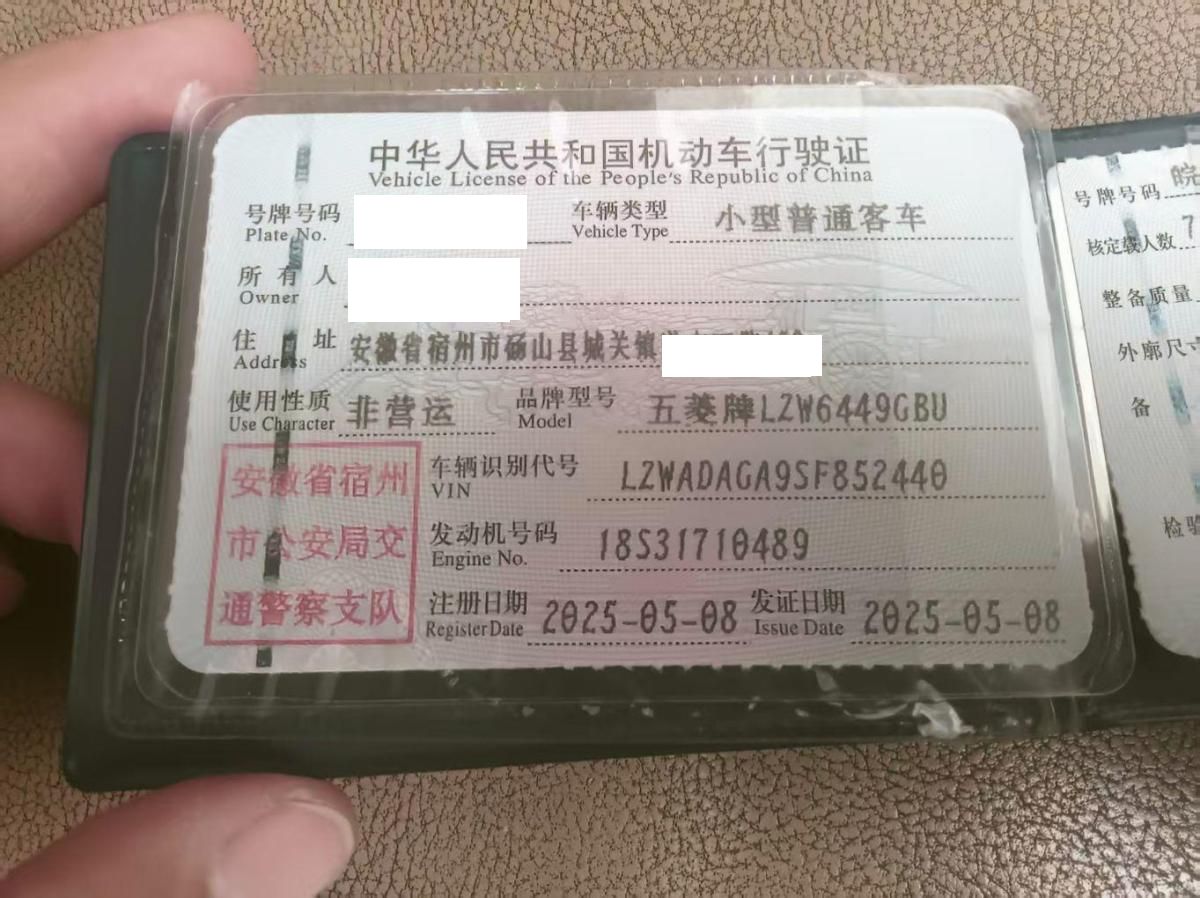 中华人民共和国机动车行驶证
Vehicle License of the People's Republic of China
号牌号码 车辆类型 小型普通客车
Plate No. Vehicle Type
所有人
Owner
住址 安徽省宿州市砀山县城关镇
Address
使用性质 非营运 品牌型号 五菱牌LZW6449GBU
Use Character Model
安徽省宿州
市公安局交
通警察支队
车辆识别代号 LZWADAGA9SF852440
VIN
发动机号码 18S31710489
Engine No.
注册日期 2025-05-08 发证日期 2025-05-08
Register Date Issue Date
号牌号码 皖
核定载人数 7
整备质量
外廓尺寸
备
检验